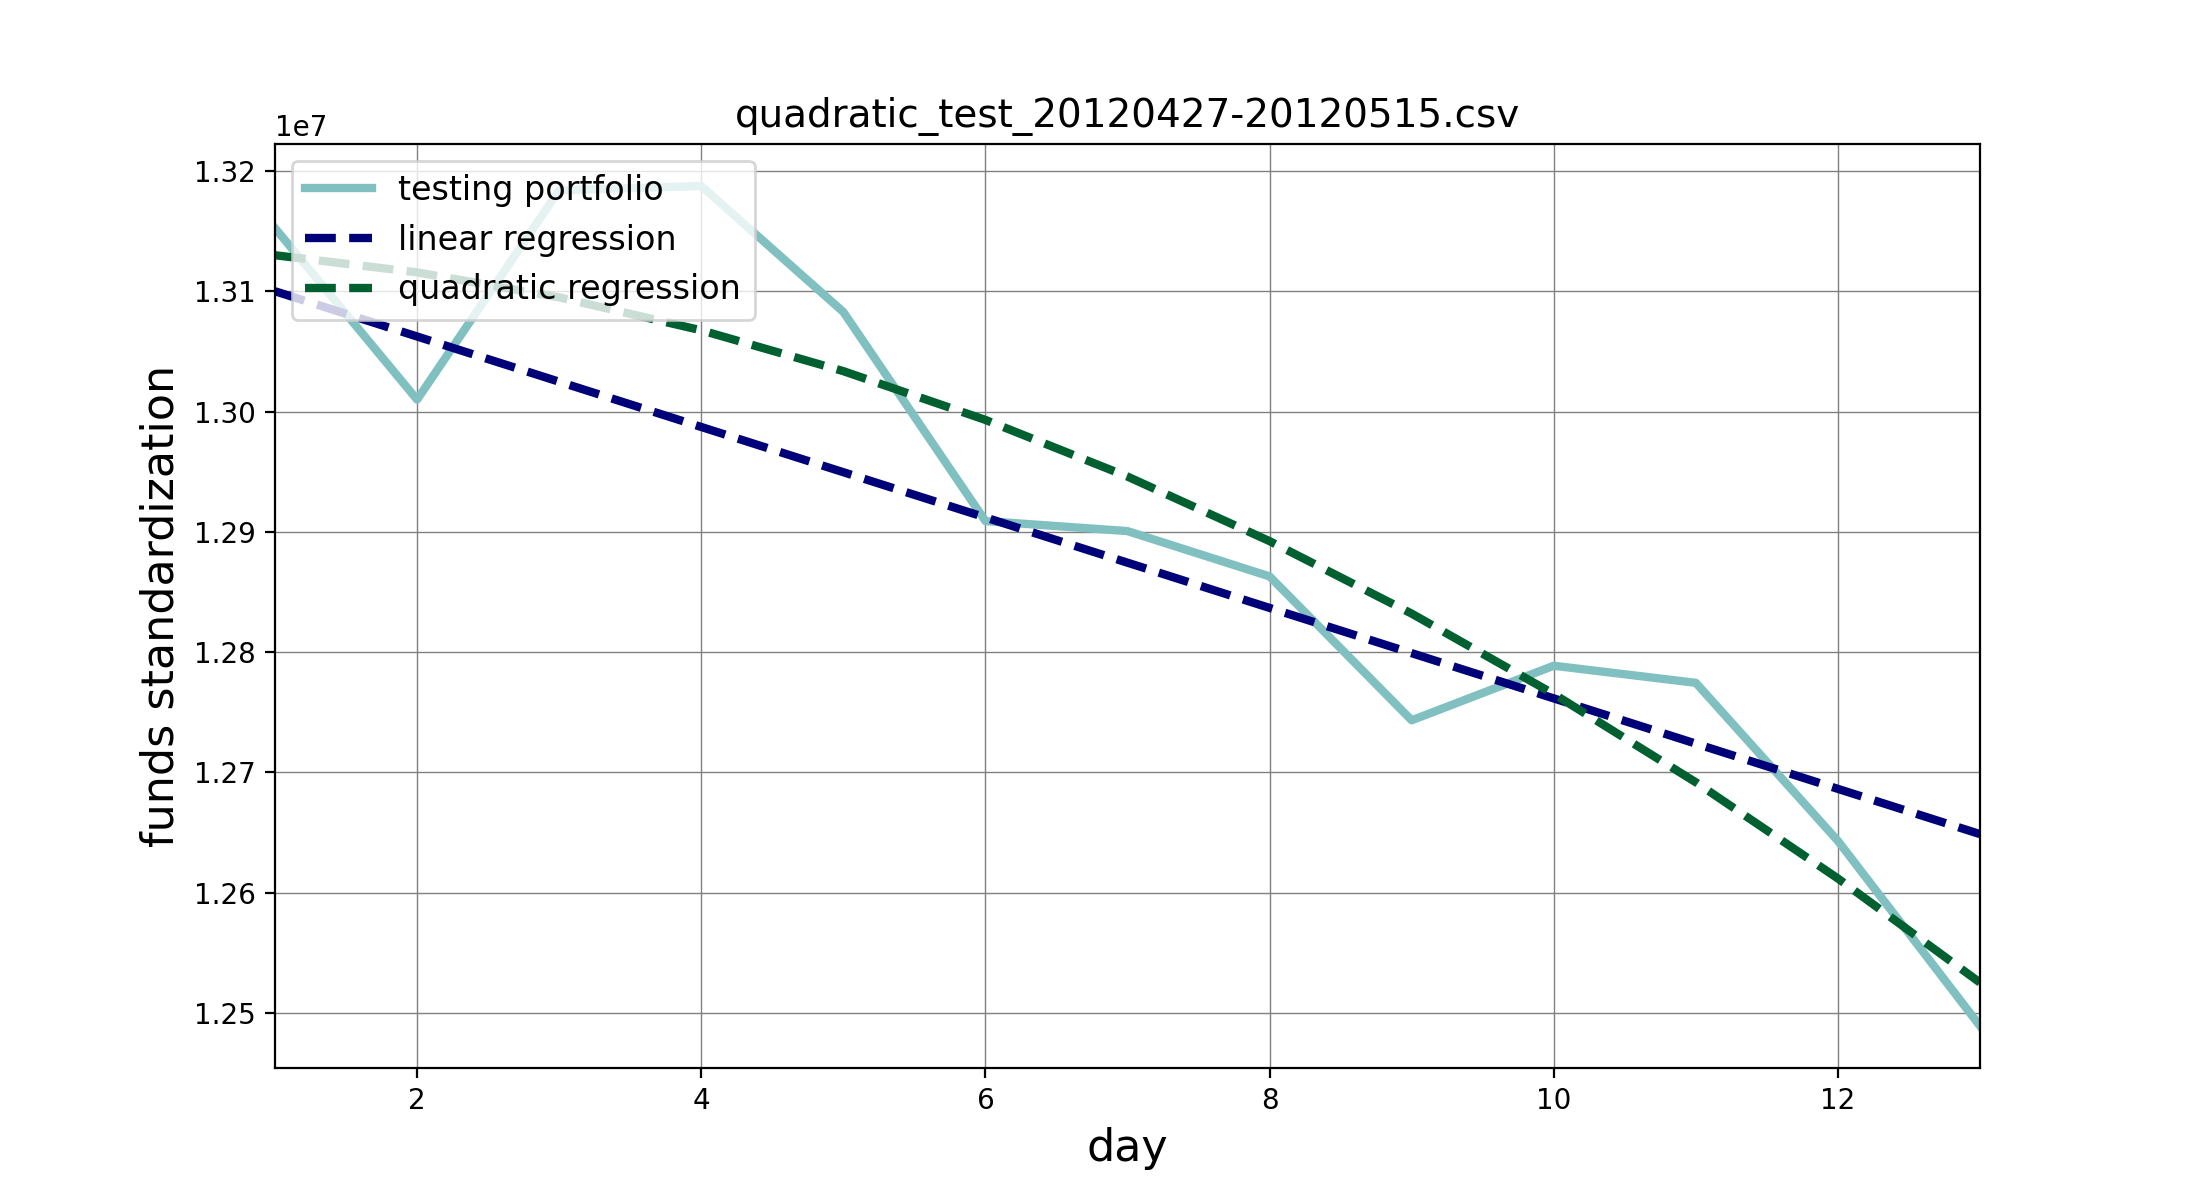 quadratic_test_20120427-20120515.csv
1e7
1.32
1.31
1.30
1.29
1.28
1.27
1.26
1.25
testing portfolio
linear regression
quadratic regression
funds standardization
2 4 6 8 10 12
day